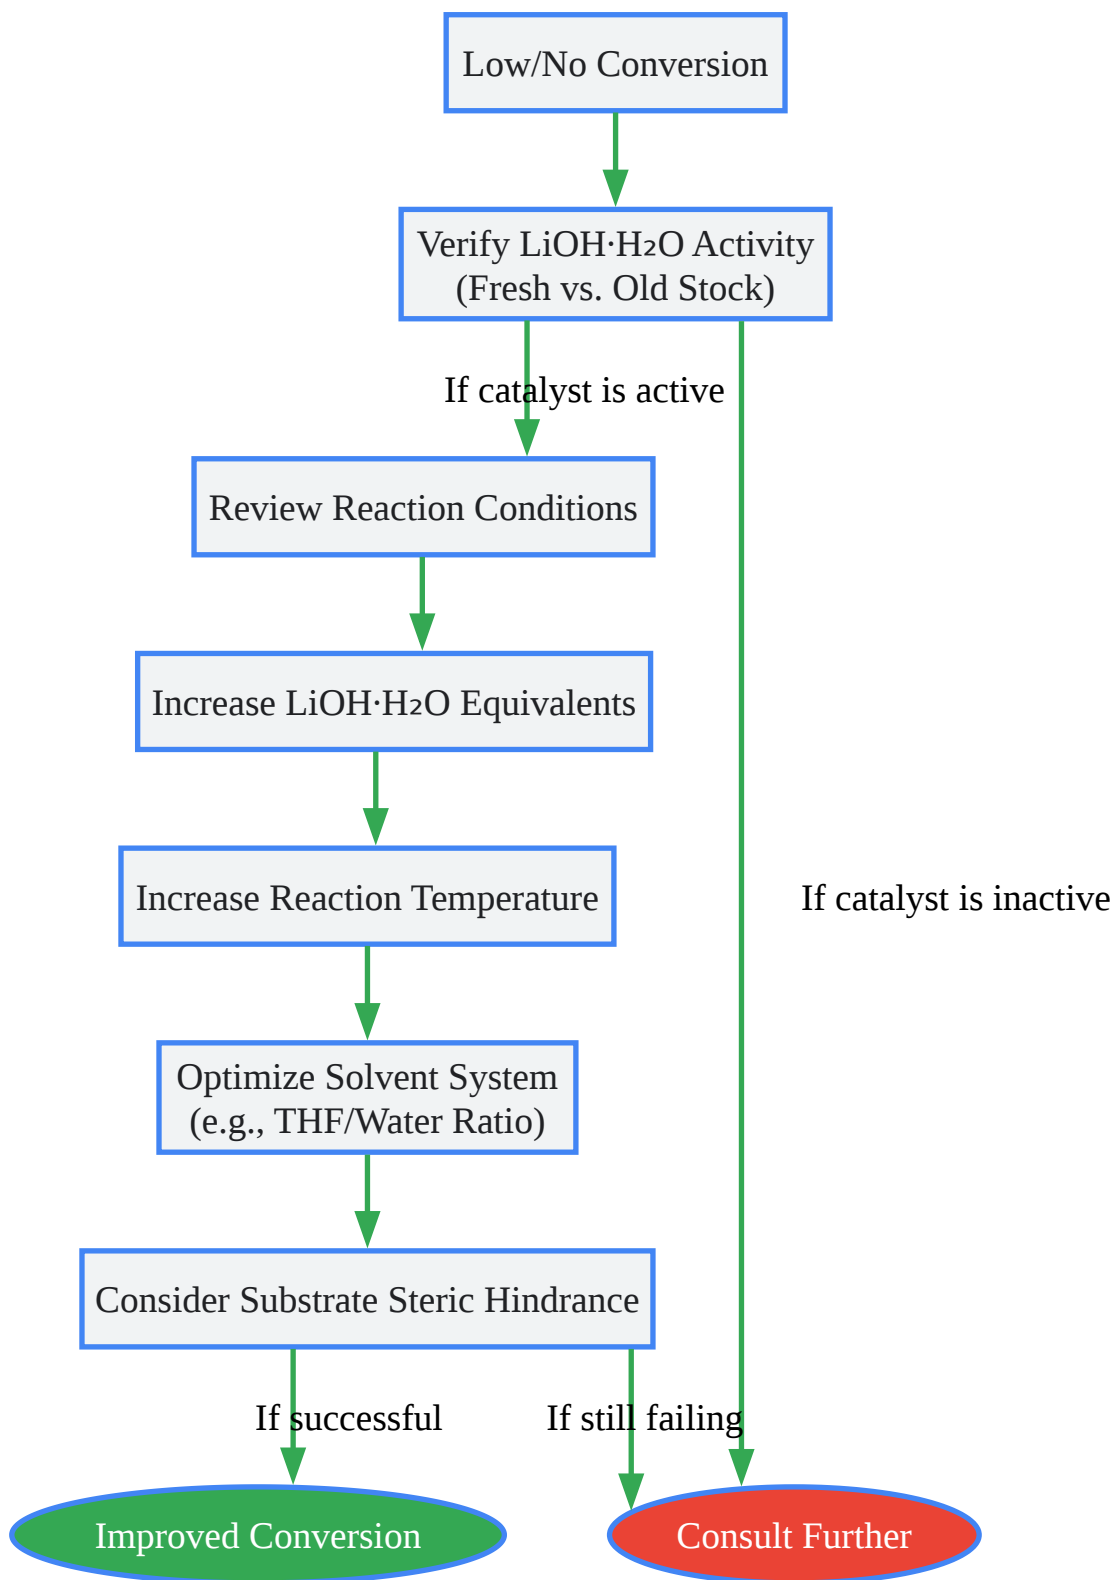 Low/No Conversion
Verify LiOH·H₂O Activity
(Fresh vs. Old Stock)
If catalyst is active
Review Reaction Conditions
Increase LiOH·H₂O Equivalents
Increase Reaction Temperature
If catalyst is inactive
Optimize Solvent System
(e.g., THF/Water Ratio)
Consider Substrate Steric Hindrance
If successful
If still failing
Improved Conversion
Consult Further